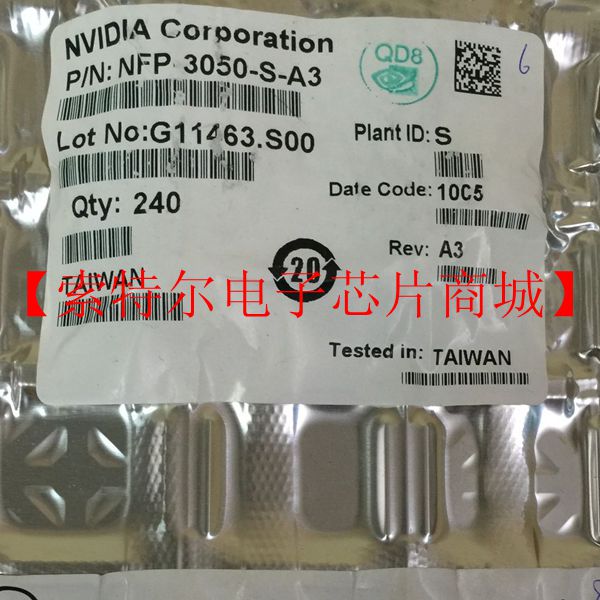 NVIDIA Corporation
QD8
6
P/N: NFP 3050-S-A3
Lot No:G11463.S00
Plant ID: S
Qty: 240
Date Code: 10C5
Rev: A3
20
TAIWAN
【索特尔电子芯片商城】
Tested in: TAIWAN